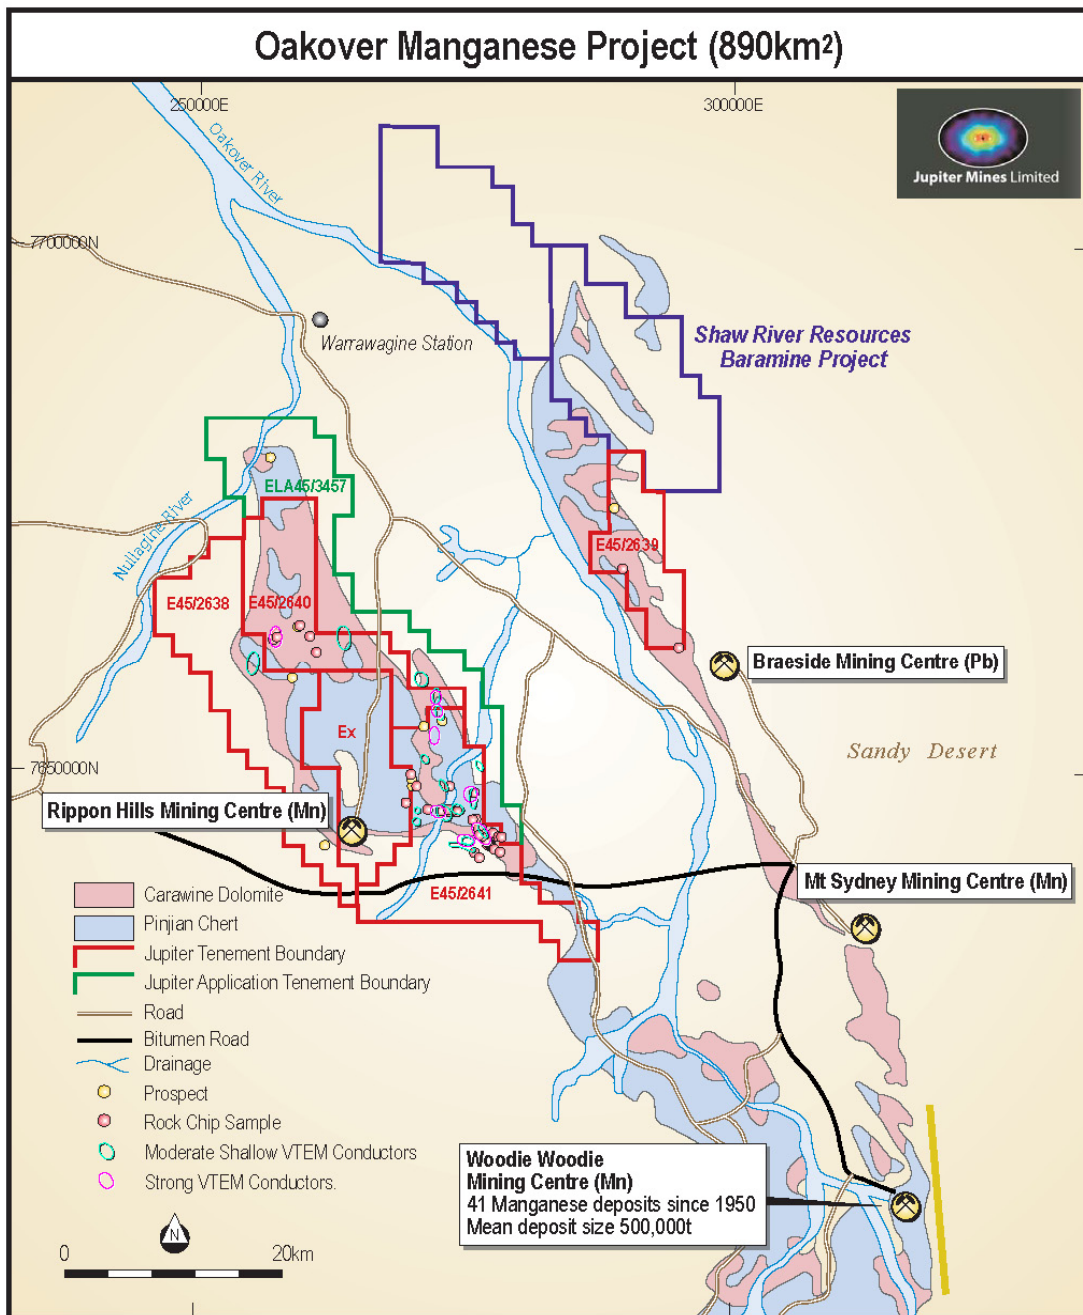 Oakover Manganese Project (890km²)
250000E
300000E
Oakover River
Jupiter Mines Limited
7700000N
Warrawagine Station
Shaw River Resources
Baramine Project
ELA45/3457
Nullagine River
E45/2639
E45/2638
E45/2640
Braeside Mining Centre (Pb)
Ex
Sandy Desert
7650000N
Rippon Hills Mining Centre (Mn)
Mt Sydney Mining Centre (Mn)
E45/2641
Carawine Dolomite
Pinjian Chert
Jupiter Tenement Boundary
Jupiter Application Tenement Boundary
Road
Bitumen Road
Drainage
Prospect
Rock Chip Sample
Moderate Shallow VTEM Conductors
Strong VTEM Conductors.
Woodie Woodie
Mining Centre (Mn)
41 Manganese deposits since 1950
Mean deposit size 500,000t
N
0 20km